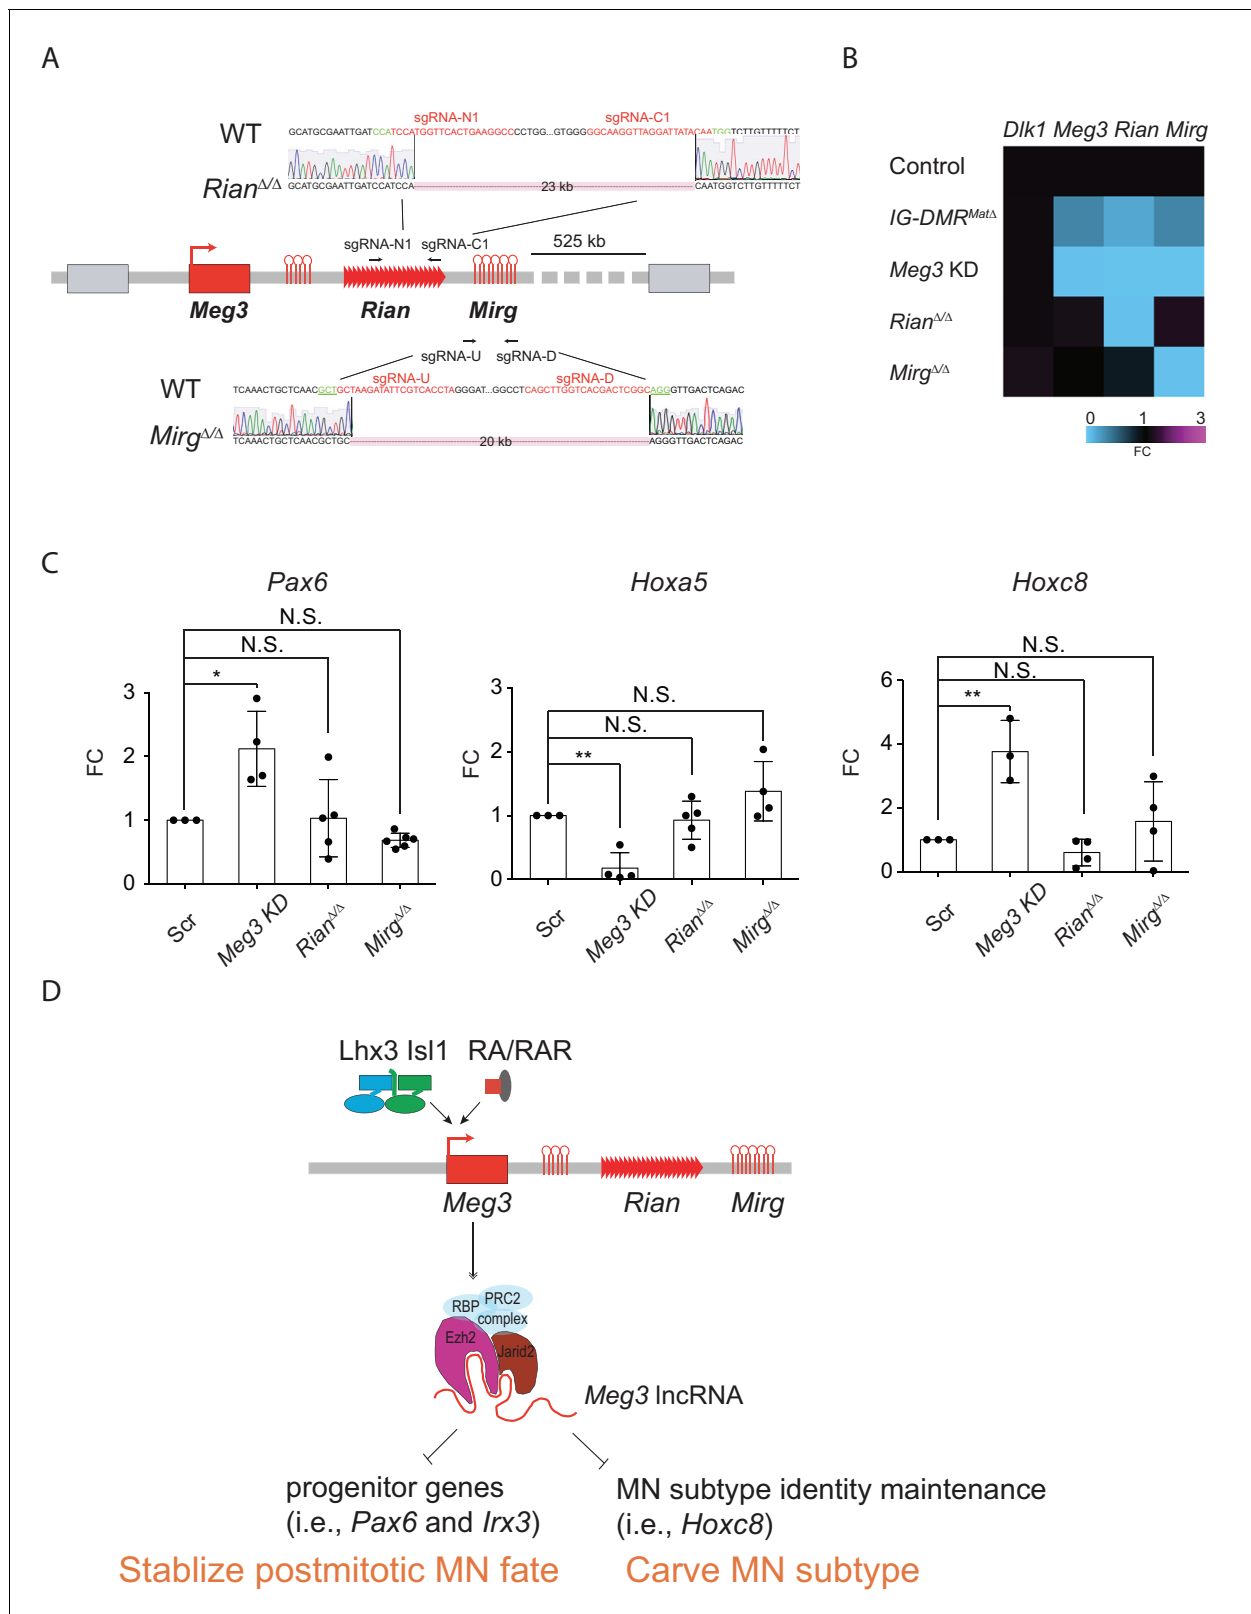 A
sgRNA-N1 sgRNA-C1
WT GCATGCGAATTGATCCATCCATGGTTCACTGAAGGCCCCTGG...GTGGGGGCAAGGTTAGGATTATACAATGGTCTTGTTTTTCT
RianΔ/Δ GCATGCGAATTGATCCATCCA 23 kb CAATGGTCTTGTTTTTCT
sgRNA-N1 sgRNA-C1 525 kb
Meg3 Rian Mirg
sgRNA-U sgRNA-D
sgRNA-U sgRNA-D
WT TCAAACTGCTCAACGCTGCTAAGATATTCGTCACCTAGGGAT...GGCCTCAGCTTGGTCACGACTCGGCAGGGTTGACTCAGAC
MirgΔ/Δ TCAAACTGCTCAACGCTGC 20 kb AGGGTTGACTCAGAC
B
Dlk1 Meg3 Rian Mirg
Control
IG-DMRMatΔ
Meg3 KD
RianΔ/Δ
MirgΔ/Δ
0 1 3
FC
C
Pax6
N.S.
N.S.
*
FC
3
2
1
0
Scr
Meg3 KD
RianΔ/Δ
MirgΔ/Δ
Hoxa5
N.S.
N.S.
**
FC
3
2
1
0
Scr
Meg3 KD
RianΔ/Δ
MirgΔ/Δ
Hoxc8
N.S.
N.S.
**
FC
6
4
2
0
Scr
Meg3 KD
RianΔ/Δ
MirgΔ/Δ
D
Lhx3 Isl1 RA/RAR
Meg3 Rian Mirg
RBP PRC2
complex
Ezh2 Jarid2
Meg3 lncRNA
progenitor genes
(i.e., Pax6 and Irx3)
Stablize postmitotic MN fate
MN subtype identity maintenance
(i.e., Hoxc8)
Carve MN subtype